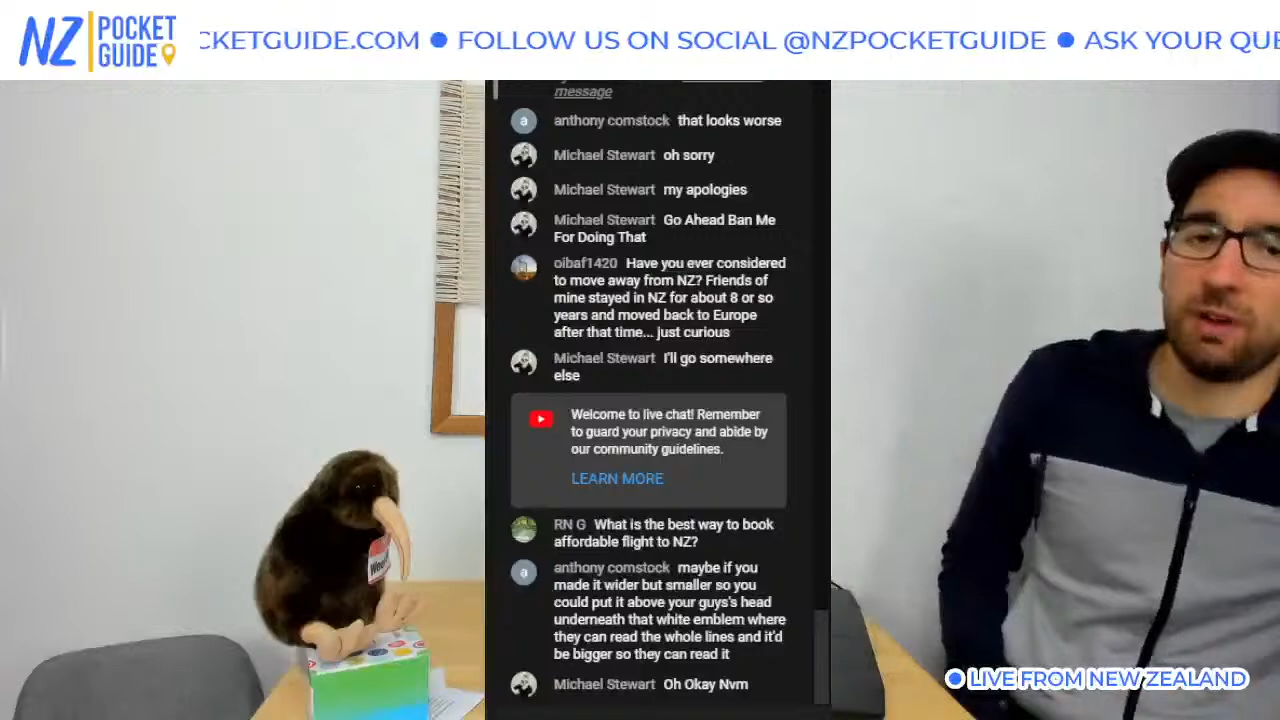 NZ POCKET
GUIDE
CKETGUIDE.COM ● FOLLOW US ON SOCIAL @NZPOCKETGUIDE ● ASK YOUR QUE
message
a anthony comstock that looks worse
Michael Stewart oh sorry
Michael Stewart my apologies
Michael Stewart Go Ahead Ban Me
For Doing That
oibaf1420 Have you ever considered
to move away from NZ? Friends of
mine stayed in NZ for about 8 or so
years and moved back to Europe
after that time... just curious
Michael Stewart I'll go somewhere
else
Welcome to live chat! Remember
to guard your privacy and abide by
our community guidelines.
LEARN MORE
RN G What is the best way to book
affordable flight to NZ?
a anthony comstock maybe if you
made it wider but smaller so you
could put it above your guys's head
underneath that white emblem where
they can read the whole lines and it'd
be bigger so they can read it
Michael Stewart Oh Okay Nvm
● LIVE FROM NEW ZEALAND